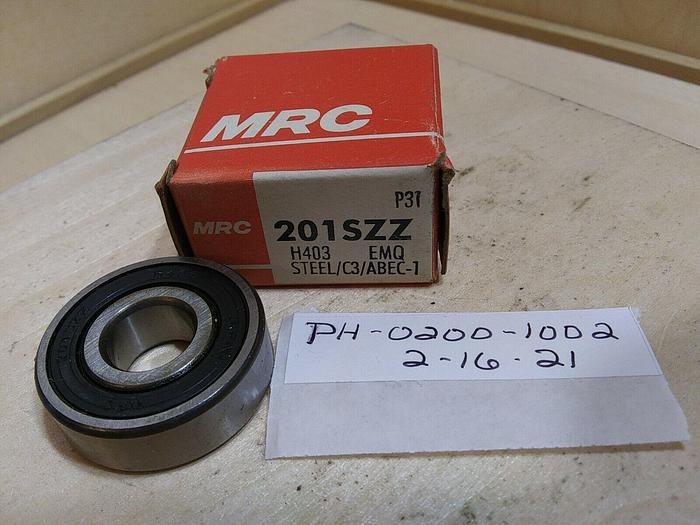 MRC
P31
MRC 201SZZ
H403 EMQ
STEEL/C3/ABEC-1
PH-0200-1002
2-16-21